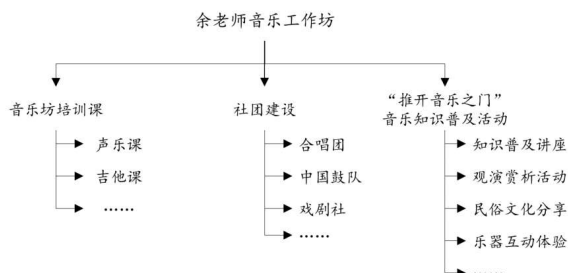 余老师音乐工作坊
音乐坊培训课
声乐课
吉他课
……
社团建设
合唱团
中国鼓队
戏剧社
……
“推开音乐之门”
音乐知识普及活动
知识普及讲座
观演赏析活动
民俗文化分享
乐器互动体验
……